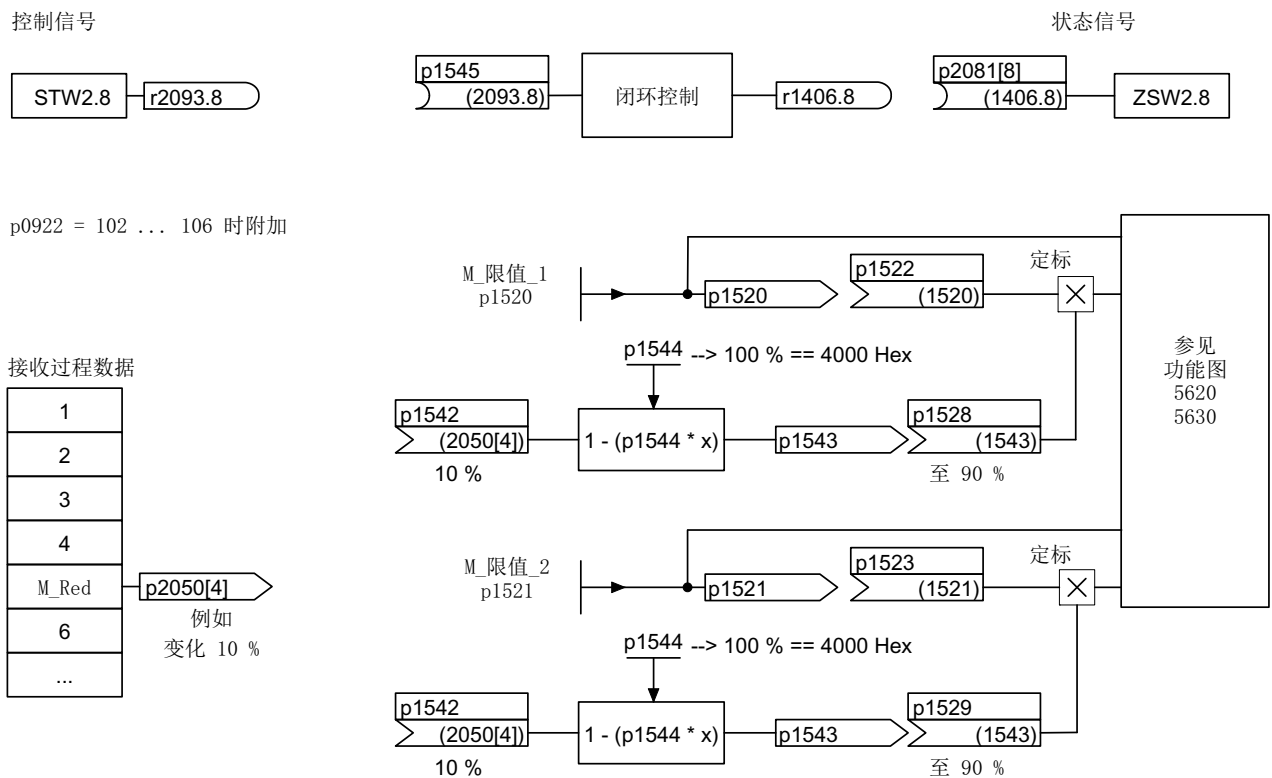 控制信号
状态信号
STW2.8
r2093.8
p1545
(2093.8)
闭环控制
r1406.8
p2081[8]
(1406.8)
ZSW2.8
p0922 = 102 ... 106 时附加
M_限值_1
p1520
p1520
p1522
(1520)
定标
参见
功能图
5620
5630
p1544 --> 100 % == 4000 Hex
p1542
(2050[4])
10 %
1 - (p1544 * x)
p1543
p1528
(1543)
至 90 %
接收过程数据
1
2
3
4
M_Red
6
...
p2050[4]
例如
变化 10 %
M_限值_2
p1521
p1521
p1523
(1521)
定标
p1544 --> 100 % == 4000 Hex
p1542
(2050[4])
10 %
1 - (p1544 * x)
p1543
p1529
(1543)
至 90 %